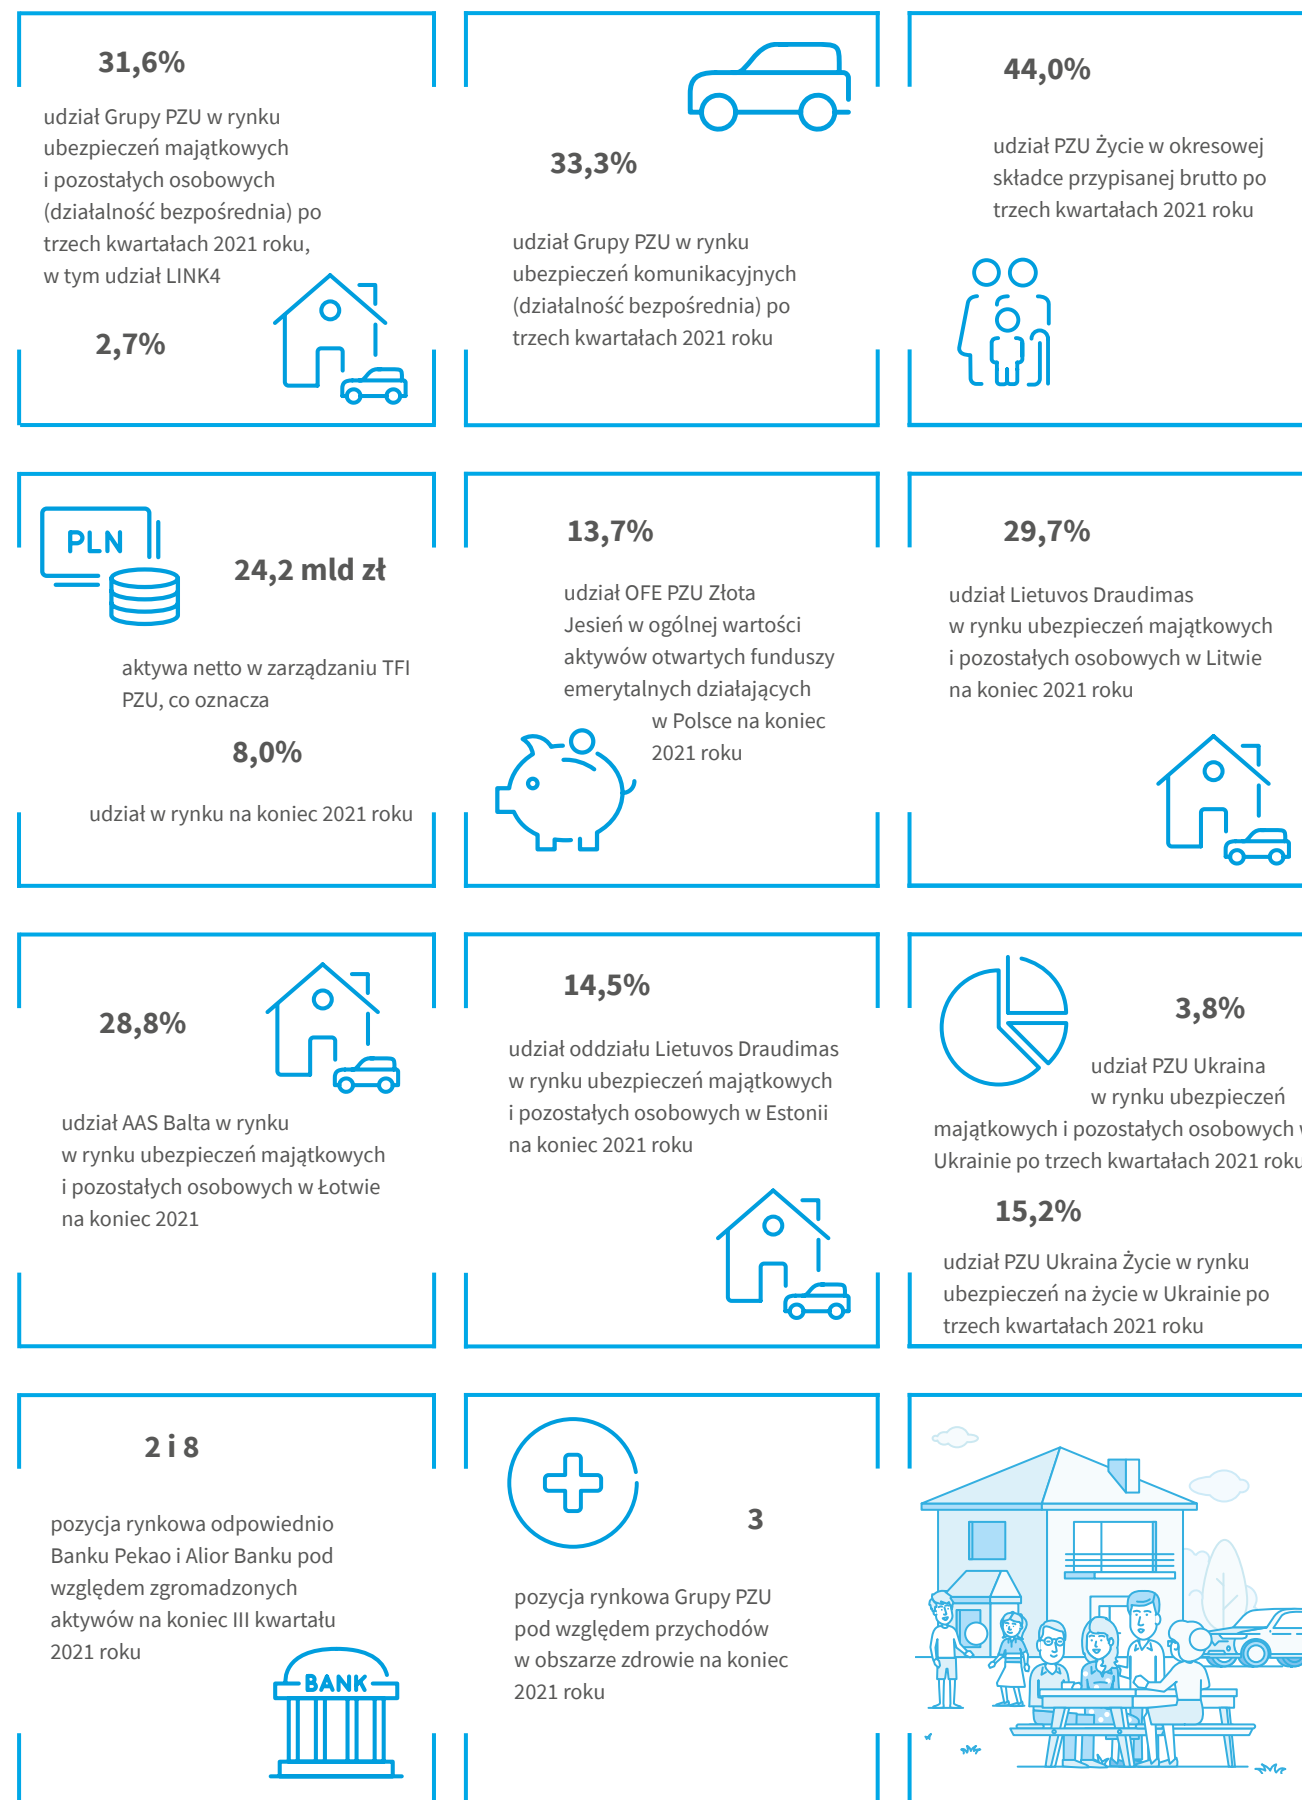 31,6%
udział Grupy PZU w rynku
ubezpieczeń majątkowych
i pozostałych osobowych
(działalność bezpośrednia) po
trzech kwartałach 2021 roku,
w tym udział LINK4
2,7%
33,3%
udział Grupy PZU w rynku
ubezpieczeń komunikacyjnych
(działalność bezpośrednia) po
trzech kwartałach 2021 roku
44,0%
udział PZU Życie w okresowej
składce przypisanej brutto po
trzech kwartałach 2021 roku
PLN
24,2 mld zł
aktywa netto w zarządzaniu TFI
PZU, co oznacza
8,0%
udział w rynku na koniec 2021 roku
13,7%
udział OFE PZU Złota
Jesień w ogólnej wartości
aktywów otwartych funduszy
emerytalnych działających
w Polsce na koniec
2021 roku
29,7%
udział Lietuvos Draudimas
w rynku ubezpieczeń majątkowych
i pozostałych osobowych w Litwie
na koniec 2021 roku
28,8%
udział AAS Balta w rynku
w rynku ubezpieczeń majątkowych
i pozostałych osobowych w Łotwie
na koniec 2021
14,5%
udział oddziału Lietuvos Draudimas
w rynku ubezpieczeń majątkowych
i pozostałych osobowych w Estonii
na koniec 2021 roku
3,8%
udział PZU Ukraina
w rynku ubezpieczeń
majątkowych i pozostałych osobowych w
Ukrainie po trzech kwartałach 2021 roku
15,2%
udział PZU Ukraina Życie w rynku
ubezpieczeń na życie w Ukrainie po
trzech kwartałach 2021 roku
2 i 8
pozycja rynkowa odpowiednio
Banku Pekao i Alior Banku pod
względem zgromadzonych
aktywów na koniec III kwartału
2021 roku
BANK
3
pozycja rynkowa Grupy PZU
pod względem przychodów
w obszarze zdrowie na koniec
2021 roku